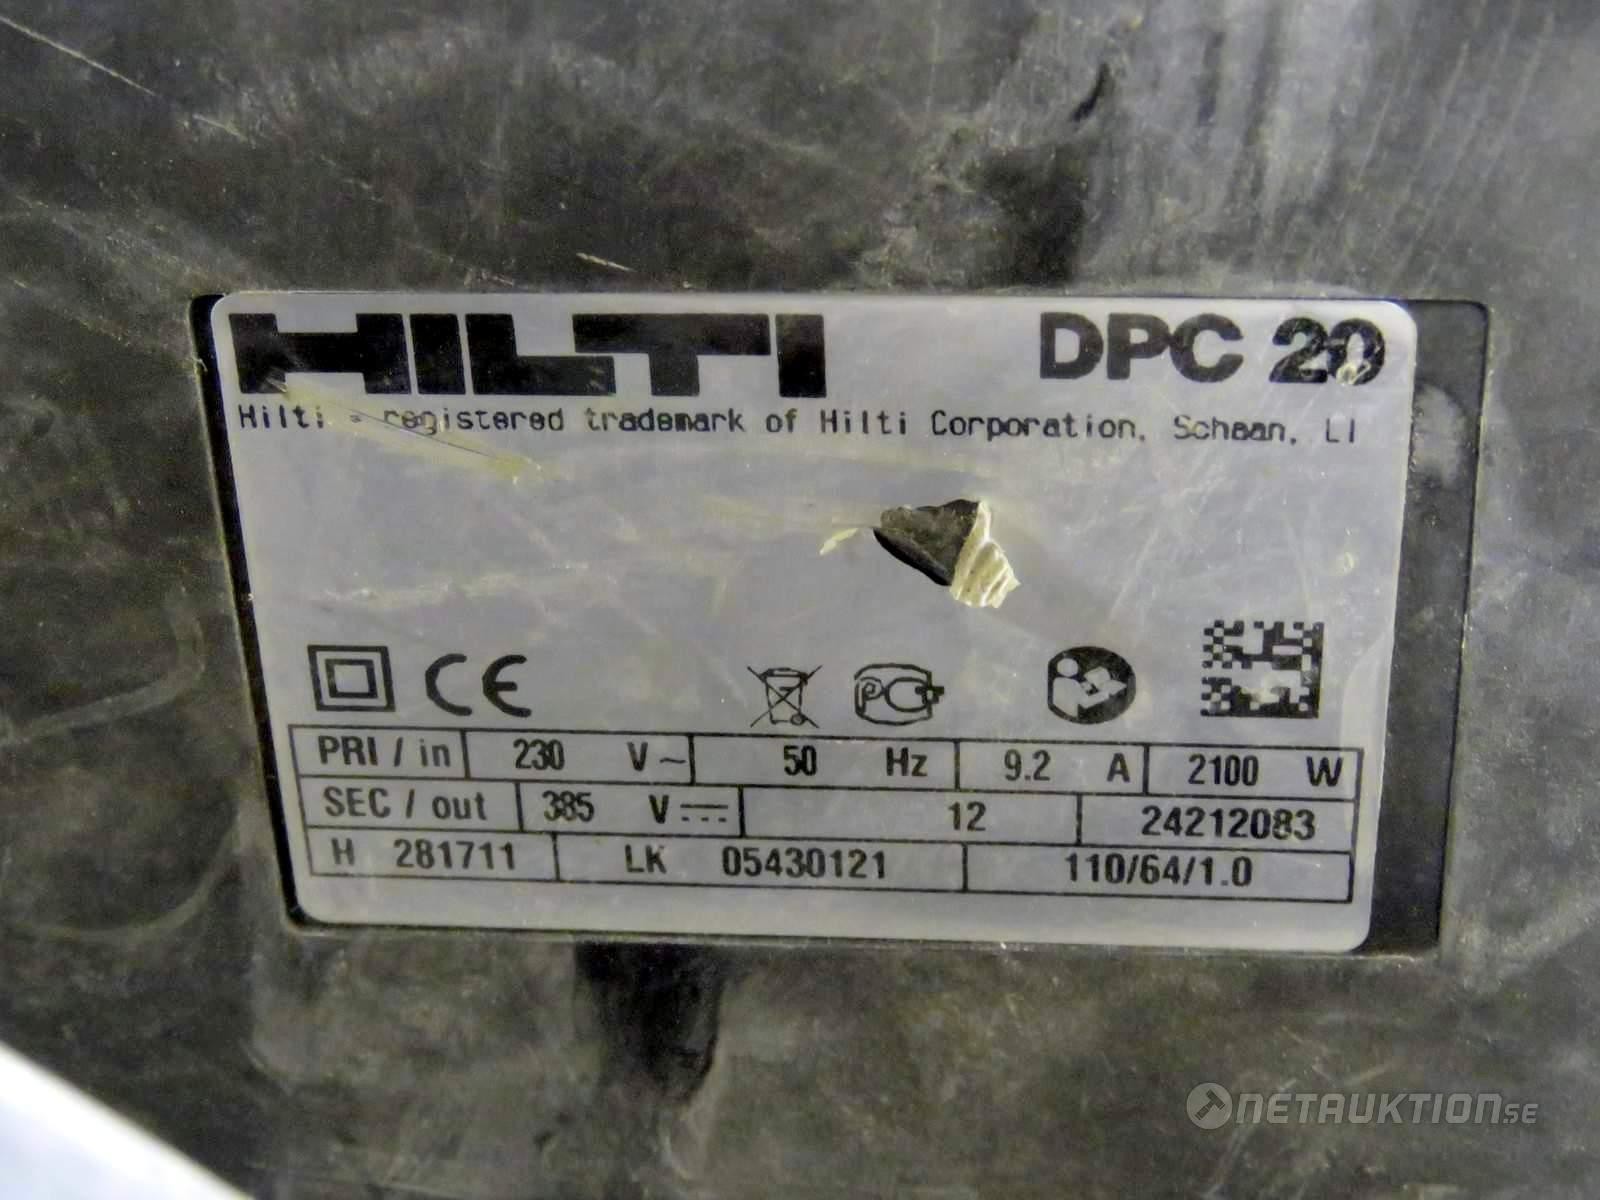 HILTI DPC 20
Hilti = registered trademark of Hilti Corporation, Schaan, LI
CE PC
PRI / in 230 V ~ 50 Hz 9.2 A 2100 W
SEC / out 385 V 12 24212083
H 281711 LK 05430121 110/64/1.0
NETAUKTION.SE